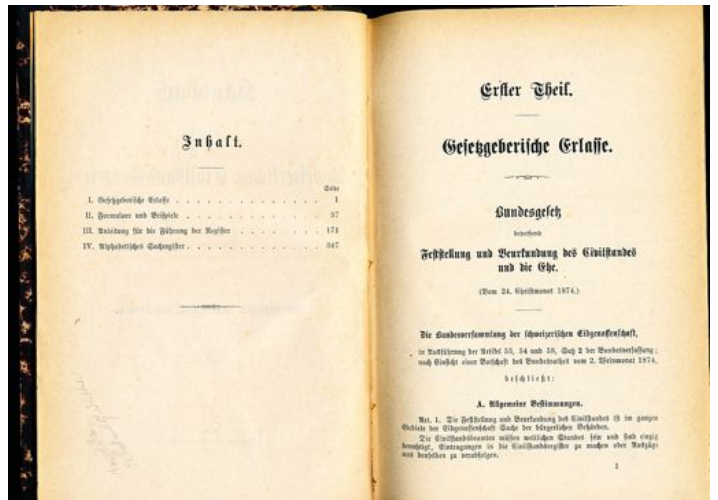 Inhalt.
Seite
I. Gesetzgeberische Erlasse . . . . . . . . . . . . 1
II. Formulare und Beispiele . . . . . . . . . . . . 37
III. Anleitung für die Führung der Register . . . . . . 171
IV. Alphabetisches Sachregister . . . . . . . . . . . 347
Erster Theil.
Gesetzgeberische Erlasse.
Bundesgesetz
betreffend
Feststellung und Beurkundung des Civilstandes
und die Ehe.
(Vom 24. Christmonat 1874.)
Die Bundesversammlung der schweizerischen Eidgenossenschaft,
in Ausführung der Artikel 53, 54 und 58, Satz 2 der Bundesverfassung;
nach Einsicht einer Botschaft des Bundesrathes vom 2. Weinmonat 1874,
beschließt:
A. Allgemeine Bestimmungen.
Art. 1. Die Feststellung und Beurkundung des Civilstandes ist im ganzen
Gebiete der Eidgenossenschaft Sache der bürgerlichen Behörden.
Die Civilstandsbeamten müssen weltlichen Standes sein und sind einzig
berechtigt, Eintragungen in die Civilstandsregister zu machen oder Auszüge
aus denselben zu verabfolgen.
1